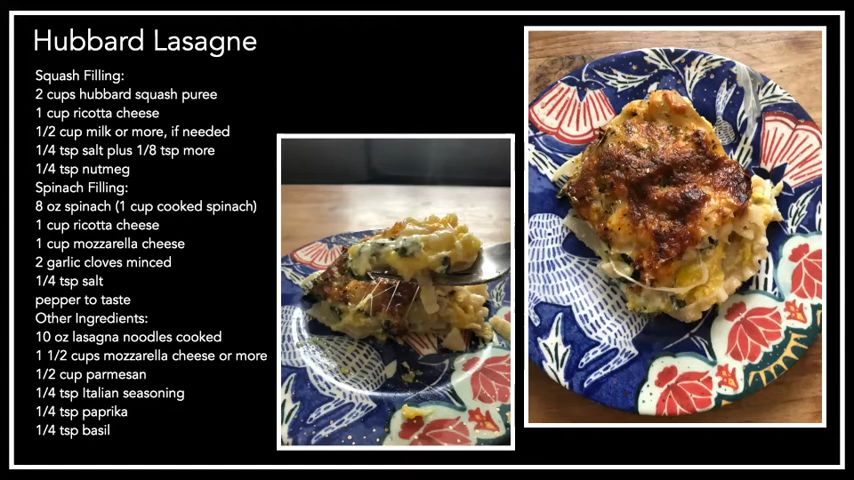 Hubbard Lasagne
Squash Filling:
2 cups hubbard squash puree
1 cup ricotta cheese
1/2 cup milk or more, if needed
1/4 tsp salt plus 1/8 tsp more
1/4 tsp nutmeg
Spinach Filling:
8 oz spinach (1 cup cooked spinach)
1 cup ricotta cheese
1 cup mozzarella cheese
2 garlic cloves minced
1/4 tsp salt
pepper to taste
Other Ingredients:
10 oz lasagna noodles cooked
1 1/2 cups mozzarella cheese or more
1/2 cup parmesan
1/4 tsp Italian seasoning
1/4 tsp paprika
1/4 tsp basil